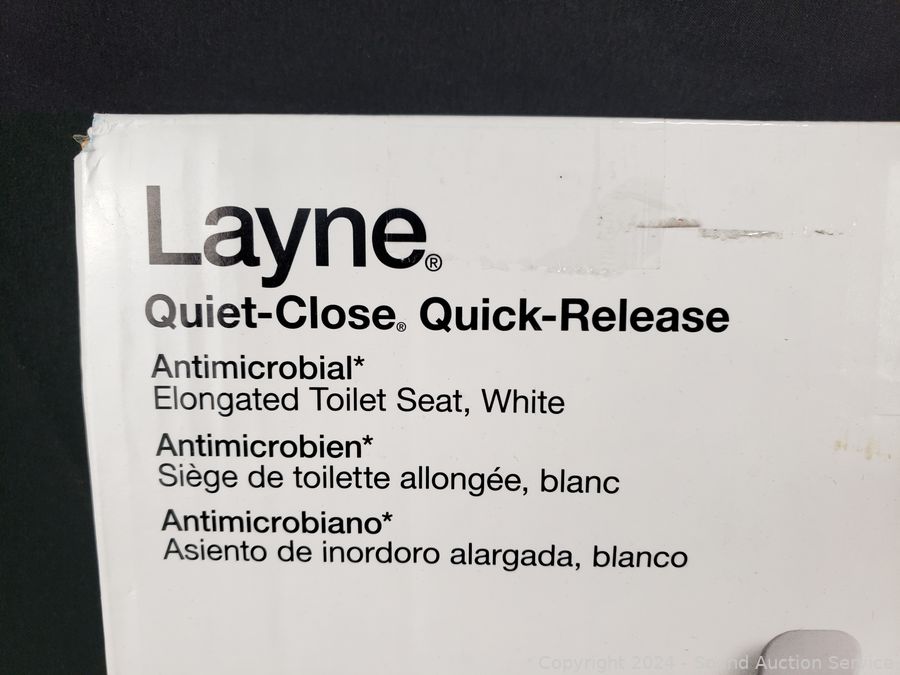 Layne®
Quiet-Close® Quick-Release
Antimicrobial*
Elongated Toilet Seat, White
Antimicrobien*
Siège de toilette allongée, blanc
Antimicrobiano*
Asiento de inordoro alargada, blanco
Copyright 2024 - Sound Auction Service